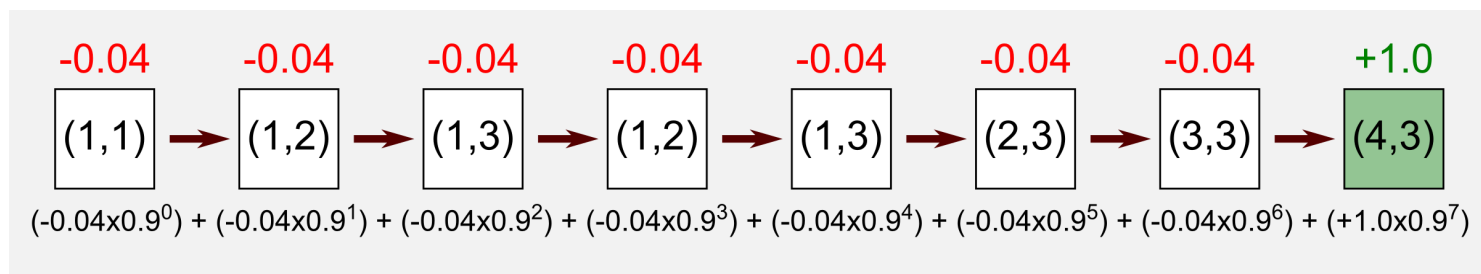 -0.04 -0.04 -0.04 -0.04 -0.04 -0.04 -0.04 +1.0
(1,1) (1,2) (1,3) (1,2) (1,3) (2,3) (3,3) (4,3)
(-0.04x0.9⁰) + (-0.04x0.9¹) + (-0.04x0.9²) + (-0.04x0.9³) + (-0.04x0.9⁴) + (-0.04x0.9⁵) + (-0.04x0.9⁶) + (+1.0x0.9⁷)